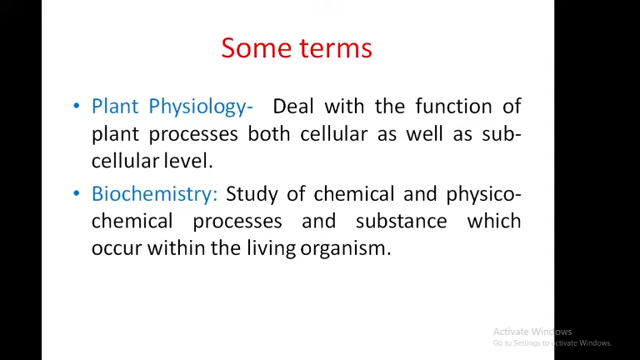 Some terms
• Plant Physiology- Deal with the function of
plant processes both cellular as well as sub-
cellular level.
• Biochemistry: Study of chemical and physico-
chemical processes and substance which
occur within the living organism.
Activate Windows
Go to Settings to activate Windows.